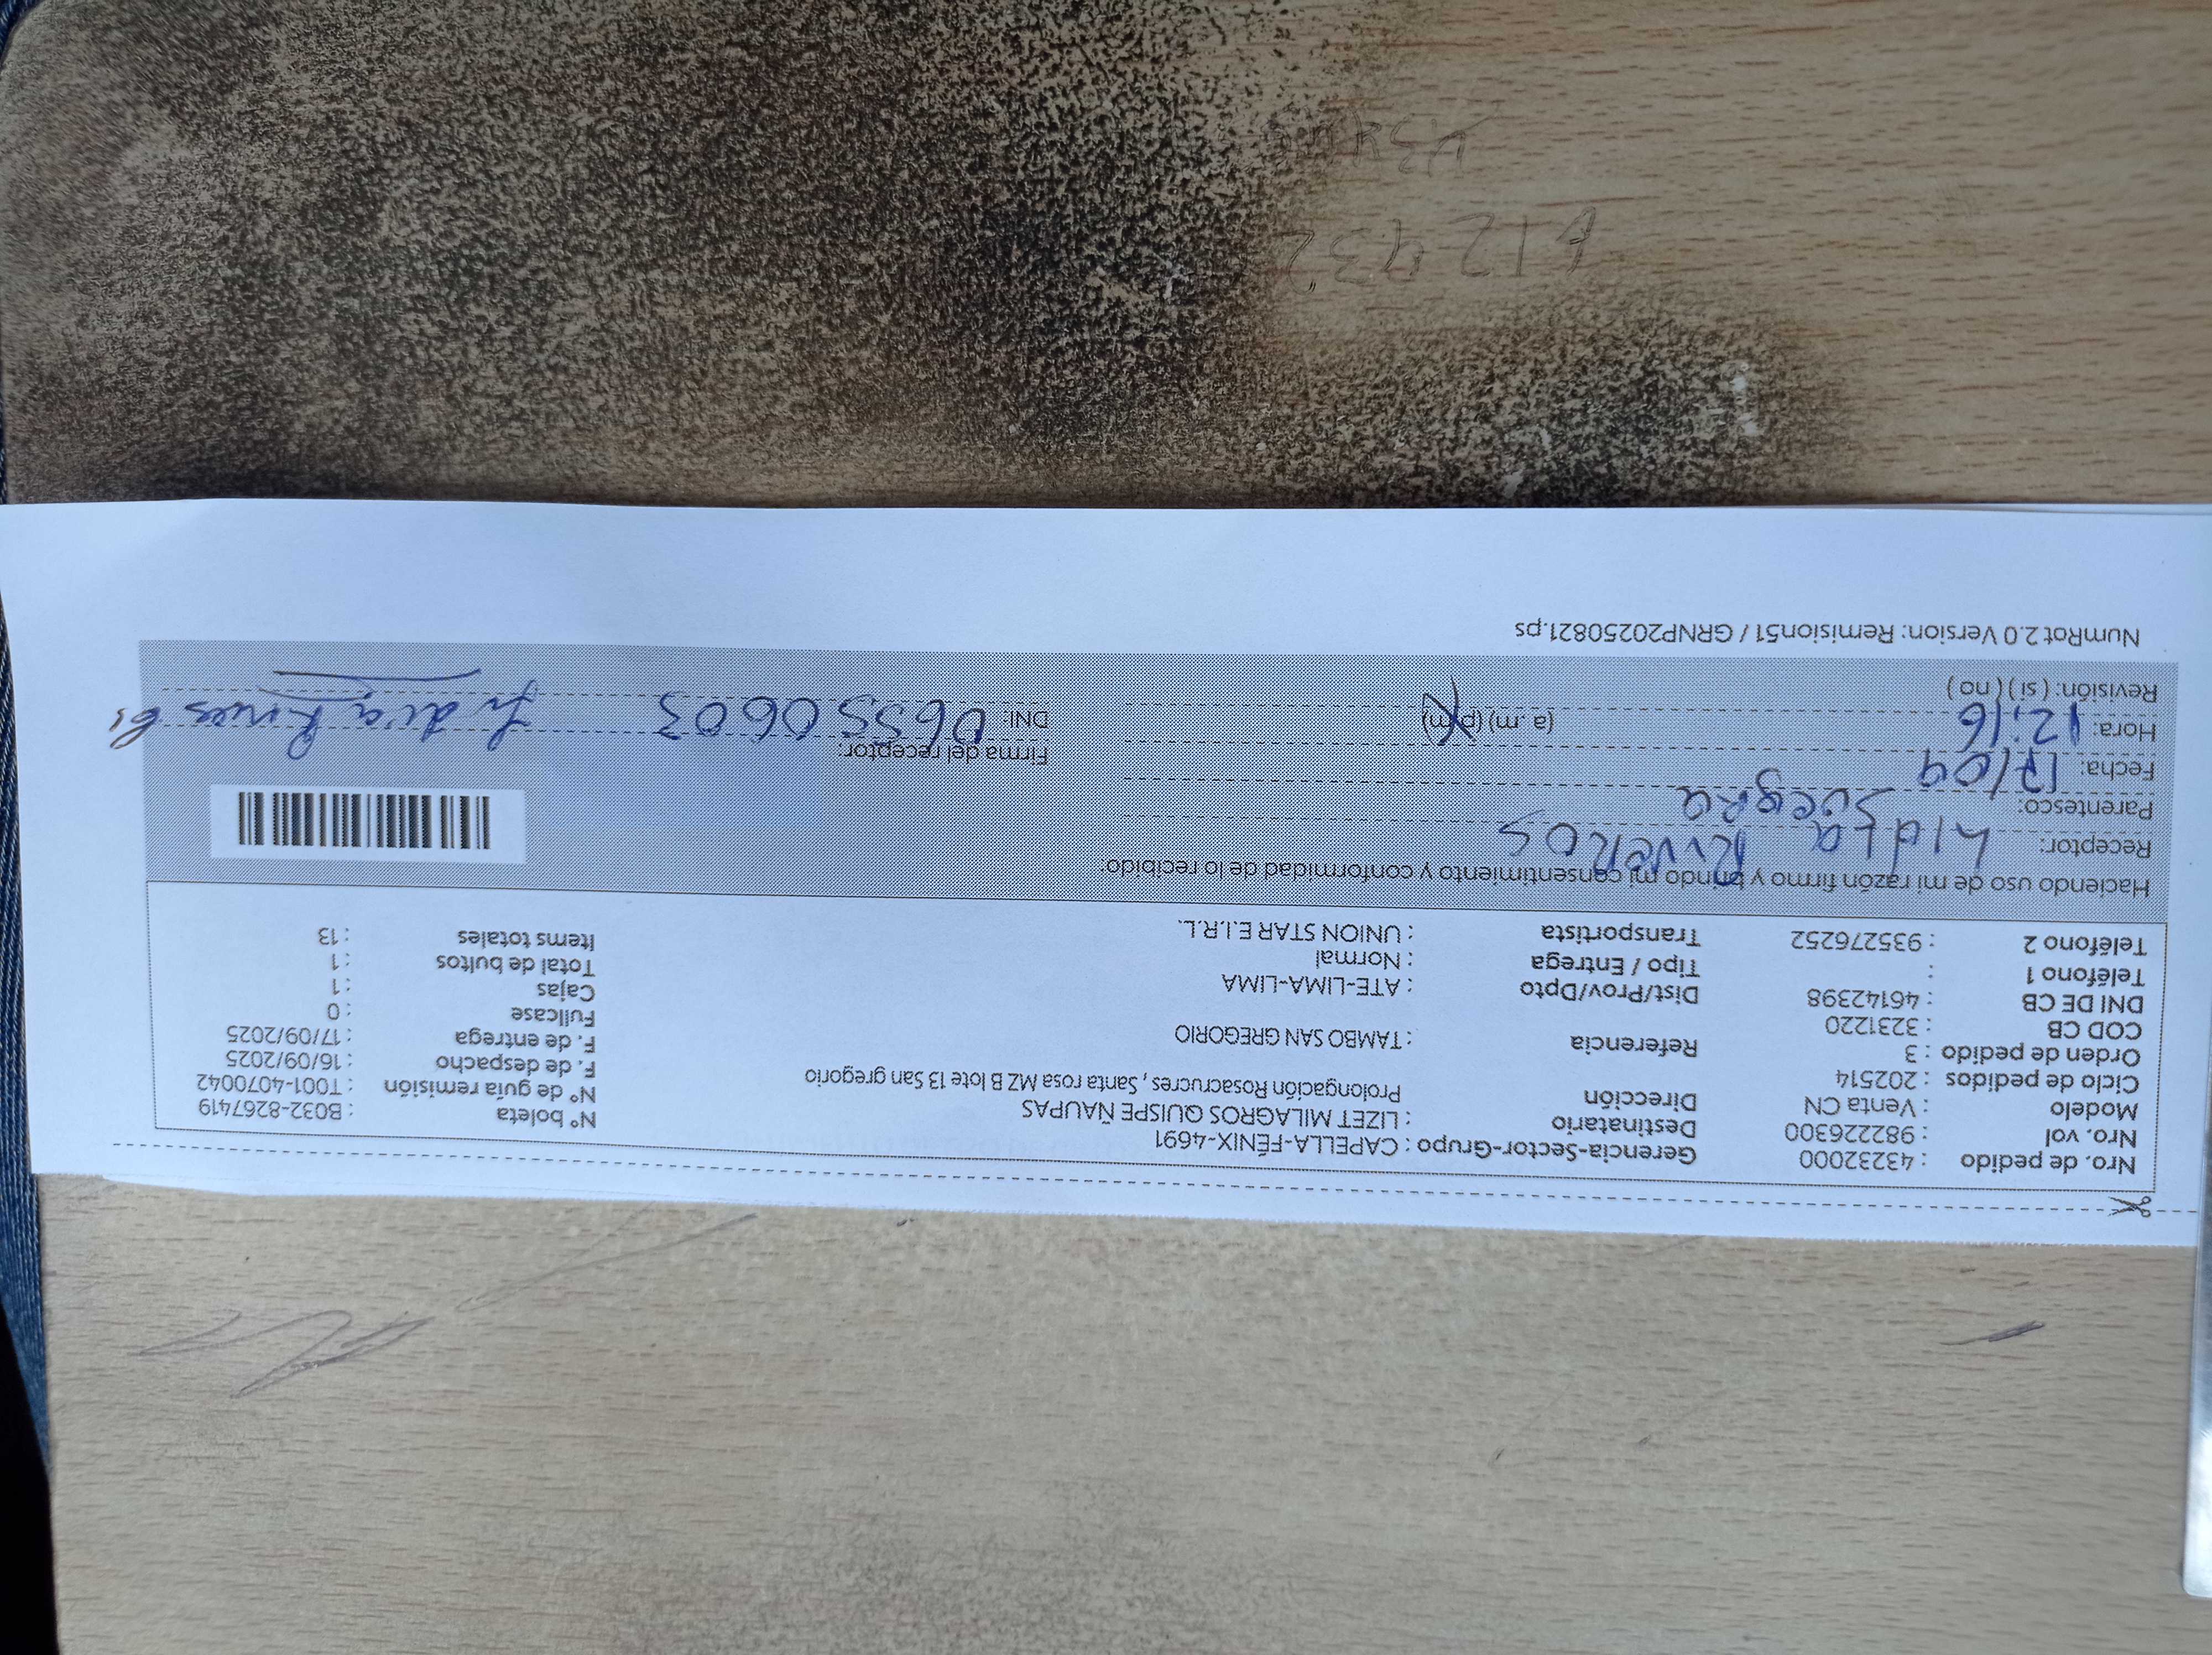 Nro. de pedido : 43232000
Nro. vol : 982226300
Modelo : Venta CN
Ciclo de pedidos : 202514
Orden de pedido : 3
COD CB : 3231220
DNI DE CB : 46142398
Teléfono 1 :
Teléfono 2 : 935276252
Gerencia-Sector-Grupo : CAPELLA-FÉNIX-4691
Destinatario : LIZET MILAGROS QUISPE ÑAUPAS
Dirección Prolongación Rosacruces , Santa rosa MZ B lote 13 San gregorio
Referencia : TAMBO SAN GREGORIO
Dist/Prov/Dpto : ATE-LIMA-LIMA
Tipo / Entrega : Normal
Transportista : UNION STAR E.I.R.L.
N° boleta : B032-8267419
N° de guía remisión : T001-4070042
F. de despacho : 16/09/2025
F. de entrega : 17/09/2025
Fullcase : 0
Cajas : 1
Total de bultos : 1
Items totales : 13
Haciendo uso de mi razón firmo y brindo mi consentimiento y conformidad de lo recibido:
Receptor: Lidia RiveROS
Parentesco: SuegRa
Fecha: 17/09
Hora: 12:16 (a. m) (p. m)
Revisión: ( si ) ( no )
Firma del receptor:
DNI: 06550603
NumRot 2.0 Version: Remision51 / GRNP20250821.ps